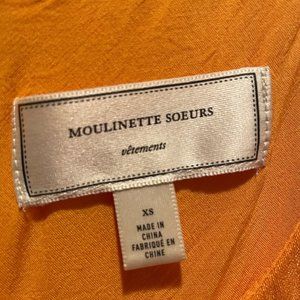 MOULINETTE SOEURS
vêtements
XS
MADE IN
CHINA
FABRIQUÉ EN
CHINE